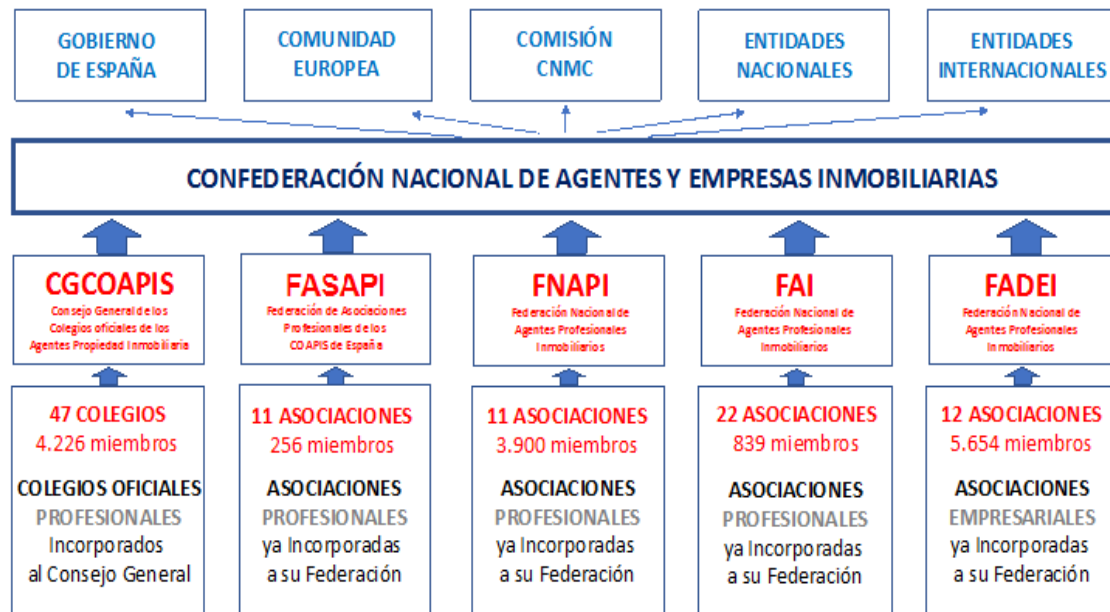 GOBIERNO
DE ESPAÑA
COMUNIDAD
EUROPEA
COMISIÓN
CNMC
ENTIDADES
NACIONALES
ENTIDADES
INTERNACIONALES
CONFEDERACIÓN NACIONAL DE AGENTES Y EMPRESAS INMOBILIARIAS
CGCOAPIS
Consejo General de los
Colegios oficiales de los
Agentes Propiedad Inmobiliaria
FASAPI
Federación de Asociaciones
Profesionales de los
COAPIS de España
FNAPI
Federación Nacional de
Agentes Profesionales
Inmobiliarios
FAI
Federación Nacional de
Agentes Profesionales
Inmobiliarios
FADEI
Federación Nacional de
Agentes Profesionales
Inmobiliarios
47 COLEGIOS
4.226 miembros
COLEGIOS OFICIALES
PROFESIONALES
Incorporados
al Consejo General
11 ASOCIACIONES
256 miembros
ASOCIACIONES
PROFESIONALES
ya Incorporadas
a su Federación
11 ASOCIACIONES
3.900 miembros
ASOCIACIONES
PROFESIONALES
ya Incorporadas
a su Federación
22 ASOCIACIONES
839 miembros
ASOCIACIONES
PROFESIONALES
ya Incorporadas
a su Federación
12 ASOCIACIONES
5.654 miembros
ASOCIACIONES
EMPRESARIALES
ya Incorporadas
a su Federación